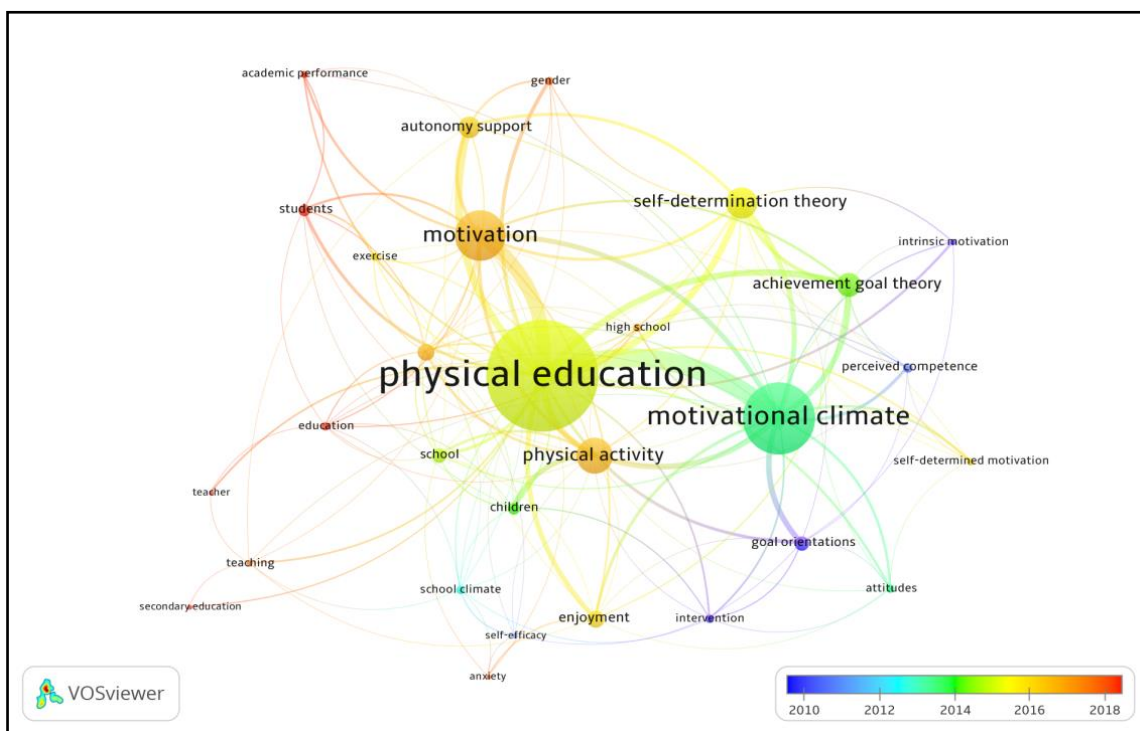 academic performance
gender
autonomy support
self-determination theory
students
motivation
intrinsic motivation
exercise
achievement goal theory
high school
perceived competence
physical education
motivational climate
education
school
physical activity
self-determined motivation
teacher
children
goal orientations
teaching
school climate
attitudes
secondary education
enjoyment
intervention
self-efficacy
anxiety
VOSviewer
2010 2012 2014 2016 2018